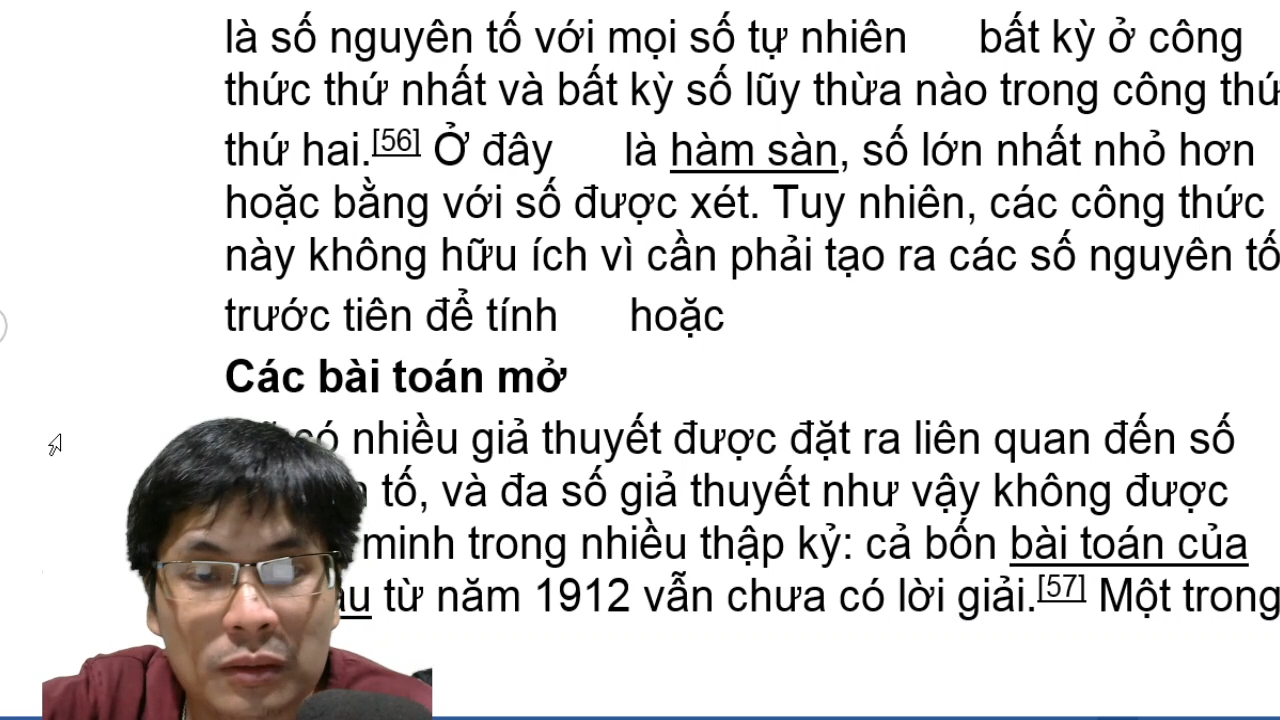 là số nguyên tố với mọi số tự nhiên bất kỳ ở công
thức thứ nhất và bất kỳ số lũy thừa nào trong công thứ
thứ hai.[56] Ở đây là hàm sàn, số lớn nhất nhỏ hơn
hoặc bằng với số được xét. Tuy nhiên, các công thức
này không hữu ích vì cần phải tạo ra các số nguyên tố
trước tiên để tính hoặc
Các bài toán mở
có nhiều giả thuyết được đặt ra liên quan đến số
tố, và đa số giả thuyết như vậy không được
minh trong nhiều thập kỷ: cả bốn bài toán của
từ năm 1912 vẫn chưa có lời giải.[57] Một trong